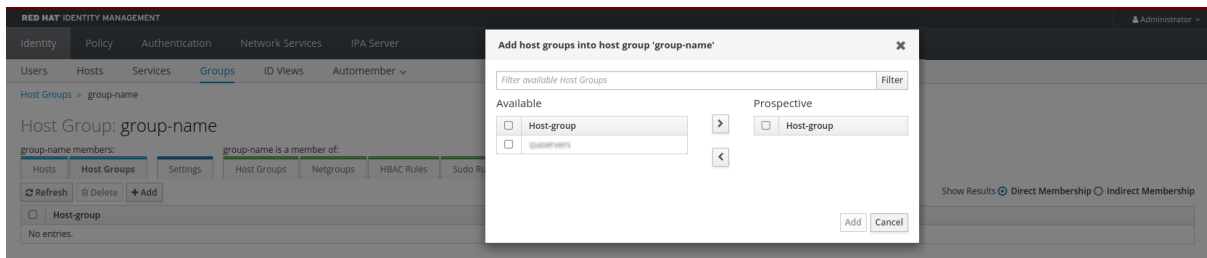 RED HAT® IDENTITY MANAGEMENT
Administrator
Identity Policy Authentication Network Services IPA Server
Users Hosts Services Groups ID Views Automember
Host Groups » group-name
Host Group: group-name
group-name members: group-name is a member of:
Hosts Host Groups Settings Host Groups Netgroups HBAC Rules Sudo Ru
Refresh Delete Add
Show Results Direct Membership Indirect Membership
Host-group
No entries.
Add host groups into host group 'group-name'
Filter available Host Groups Filter
Available Prospective
Host-group Host-group
ipaservers
Add Cancel